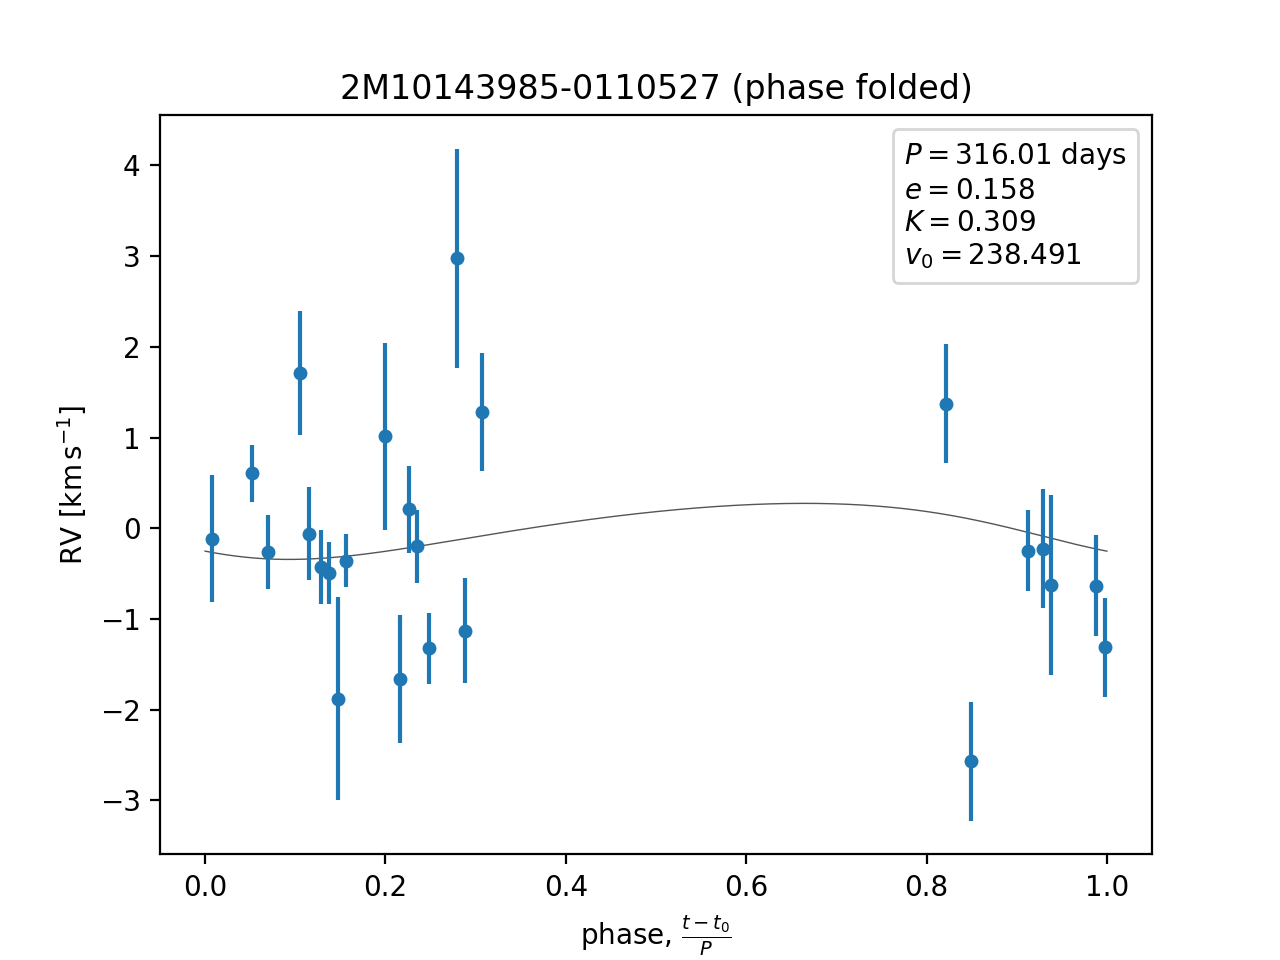 2M10143985-0110527 (phase folded)
P = 316.01 days
e = 0.158
K = 0.309
v₀ = 238.491
4
3
2
1
0
−1
−2
−3
RV [km s⁻¹]
0.0 0.2 0.4 0.6 0.8 1.0
phase, (t − t₀)/P